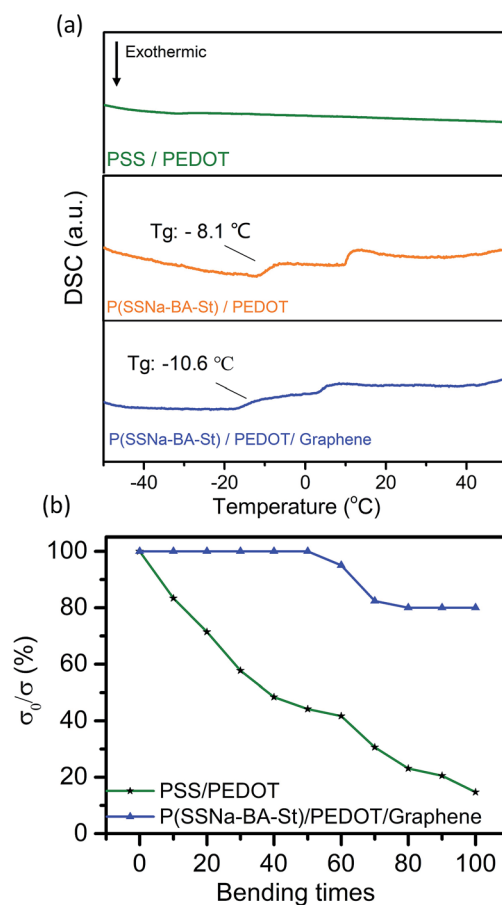 (a)
Exothermic
PSS / PEDOT
Tg: - 8.1 ℃
P(SSNa-BA-St) / PEDOT
Tg: -10.6 ℃
P(SSNa-BA-St) / PEDOT/ Graphene
DSC (a.u.)
-40 -20 0 20 40
Temperature (°C)
(b)
100
80
60
40
20
0
σ0/σ (%)
PSS/PEDOT
P(SSNa-BA-St)/PEDOT/Graphene
0 20 40 60 80 100
Bending times